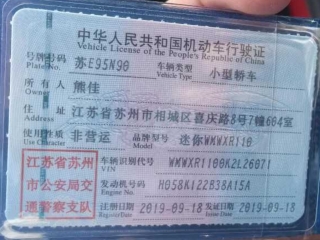 中华人民共和国机动车行驶证
Vehicle License of the People's Republic of China
号牌号码 苏E95N90 车辆类型 小型轿车
Plate No. Vehicle Type
所有人 熊佳
Owner
住址 江苏省苏州市相城区喜庆路8号7幢604室
Address
使用性质 非营运 品牌型号 迷你WMWXR110
Use Character Model
江苏省苏州
市公安局交
通警察支队
车辆识别代号 WMWXR1100K2L26071
VIN
发动机号码 H058K122B38A15A
Engine No.
注册日期 2019-09-18 发证日期 2019-09-18
Register Date Issue Date